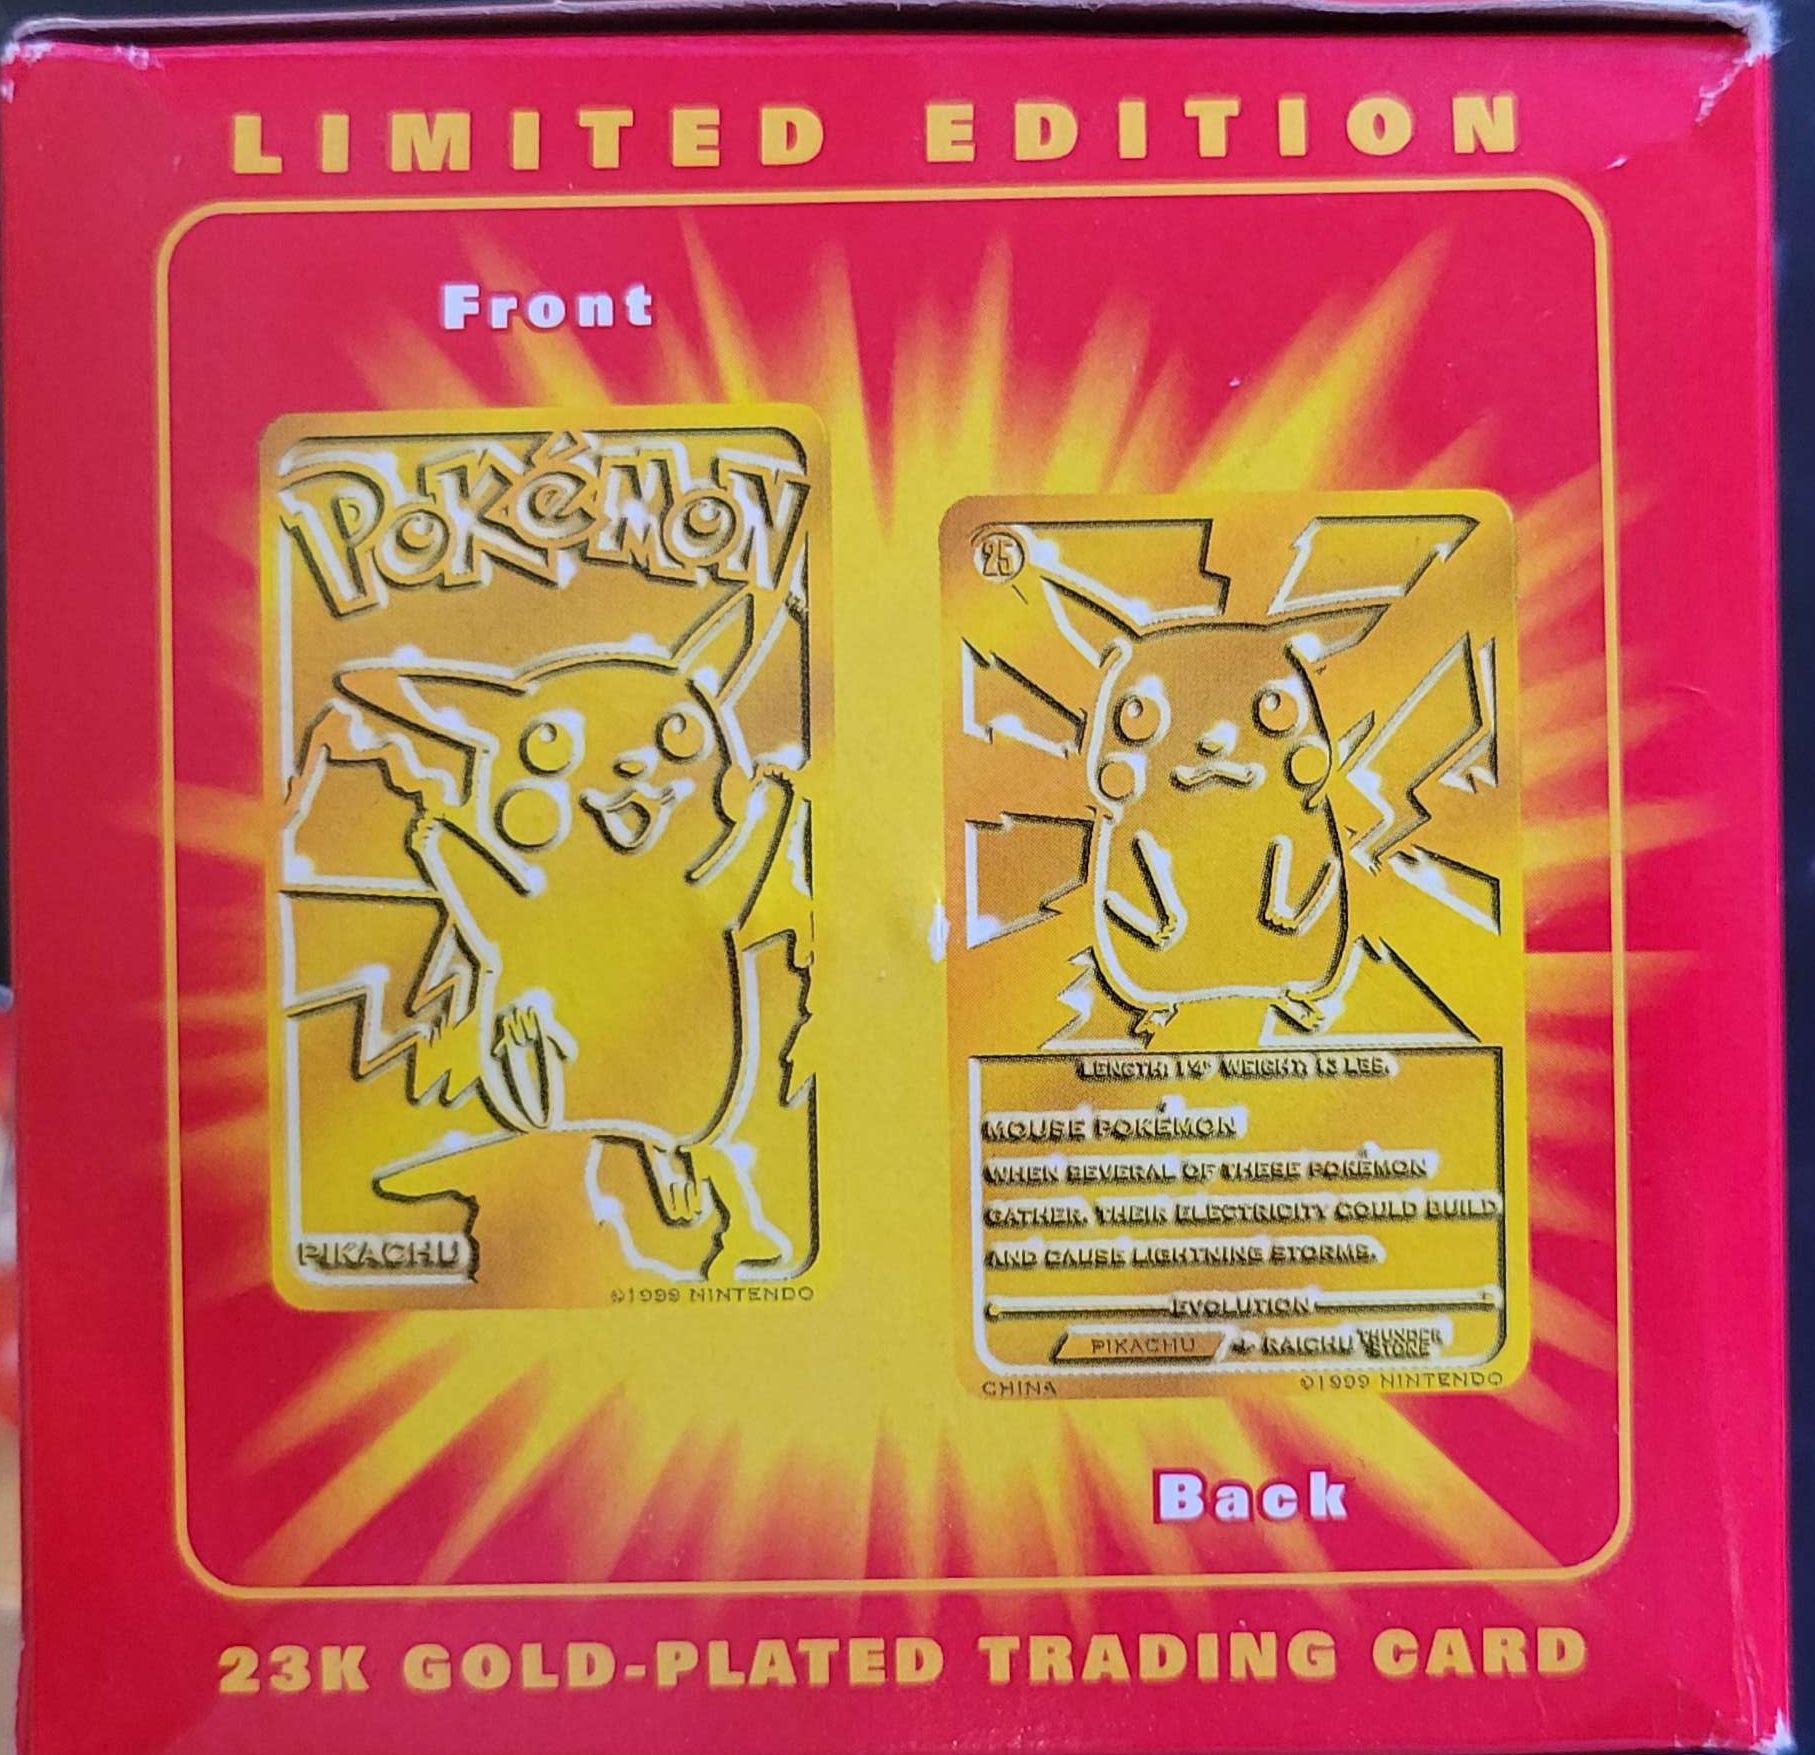 LIMITED EDITION
Front
POKéMON
PIKACHU
©1999 NINTENDO
25
LENGTH: 1'4" WEIGHT: 13 LBS.
MOUSE POKÉMON
WHEN SEVERAL OF THESE POKÉMON
GATHER, THEIR ELECTRICITY COULD BUILD
AND CAUSE LIGHTNING STORMS.
EVOLUTION
PIKACHU → RAICHU THUNDER
STONE
CHINA ©1999 NINTENDO
Back
23K GOLD-PLATED TRADING CARD